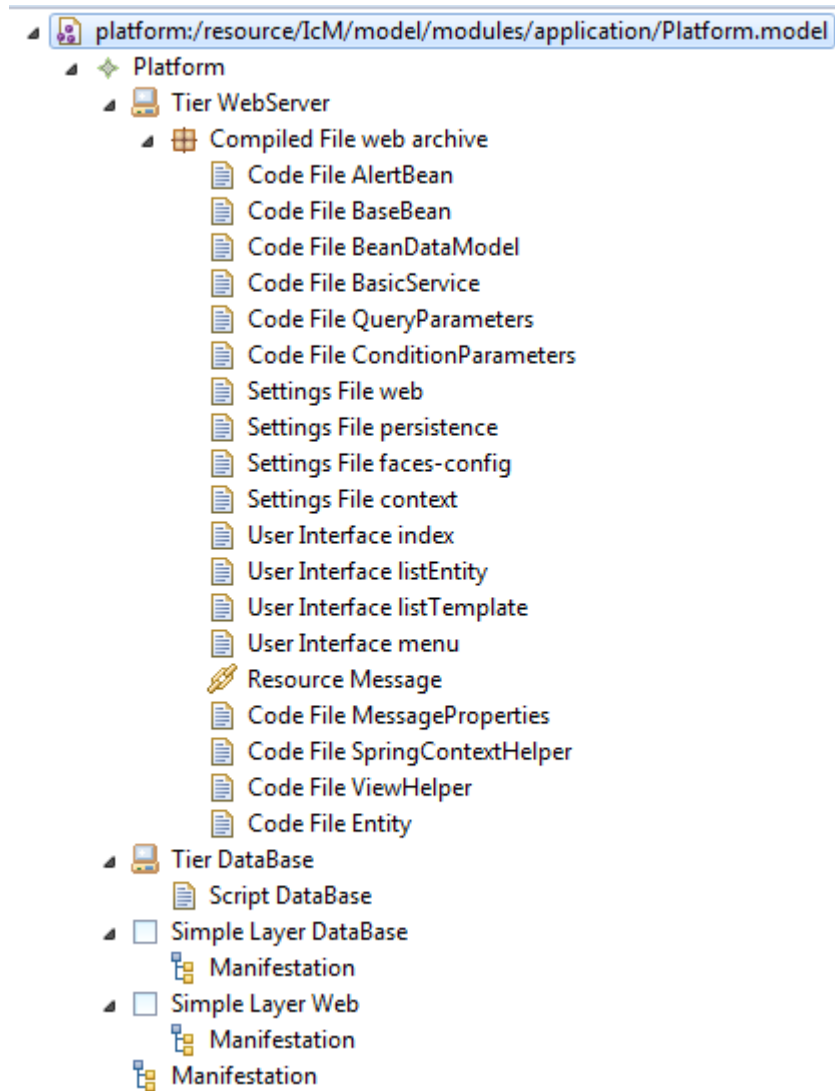 platform:/resource/IcM/model/modules/application/Platform.model
Platform
Tier WebServer
Compiled File web archive
Code File AlertBean
Code File BaseBean
Code File BeanDataModel
Code File BasicService
Code File QueryParameters
Code File ConditionParameters
Settings File web
Settings File persistence
Settings File faces-config
Settings File context
User Interface index
User Interface listEntity
User Interface listTemplate
User Interface menu
Resource Message
Code File MessageProperties
Code File SpringContextHelper
Code File ViewHelper
Code File Entity
Tier DataBase
Script DataBase
Simple Layer DataBase
Manifestation
Simple Layer Web
Manifestation
Manifestation